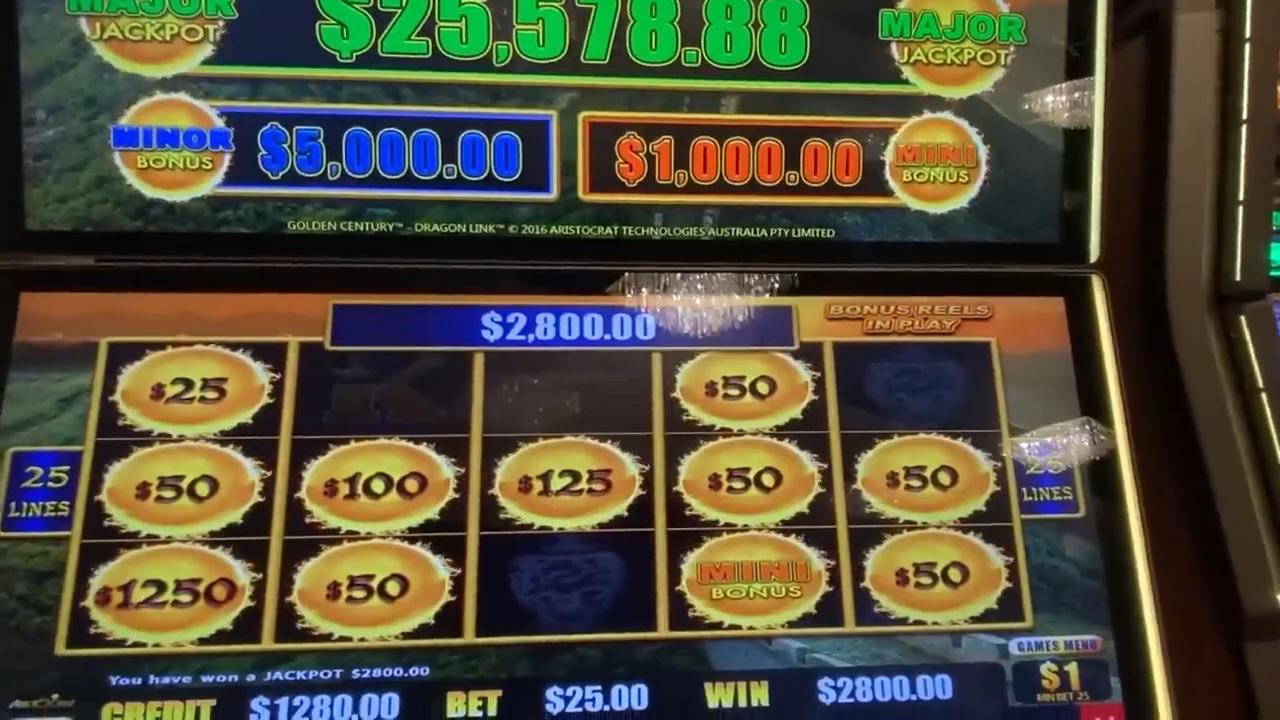 MAJOR JACKPOT $25,578.88 MAJOR JACKPOT
MINOR BONUS $5,000.00 $1,000.00 MINI BONUS
GOLDEN CENTURY™ - DRAGON LINK™ © 2016 ARISTOCRAT TECHNOLOGIES AUSTRALIA PTY LIMITED
$2,800.00
BONUS REELS
IN PLAY
$25 $50
25 LINES $50 $100 $125 $50 $50 25 LINES
$1250 $50 MINI BONUS $50
You have won a JACKPOT $2800.00
GAMES MENU
CREDIT $1280.00 BET $25.00 WIN $2800.00
$1
MIN BET 25